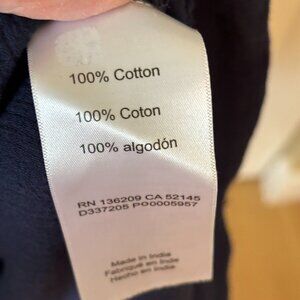 100% Cotton
100% Coton
100% algodón
RN 136209 CA 52145
D337205 PO0005957
Made in India
Fabriqué en Inde
Hecho en India